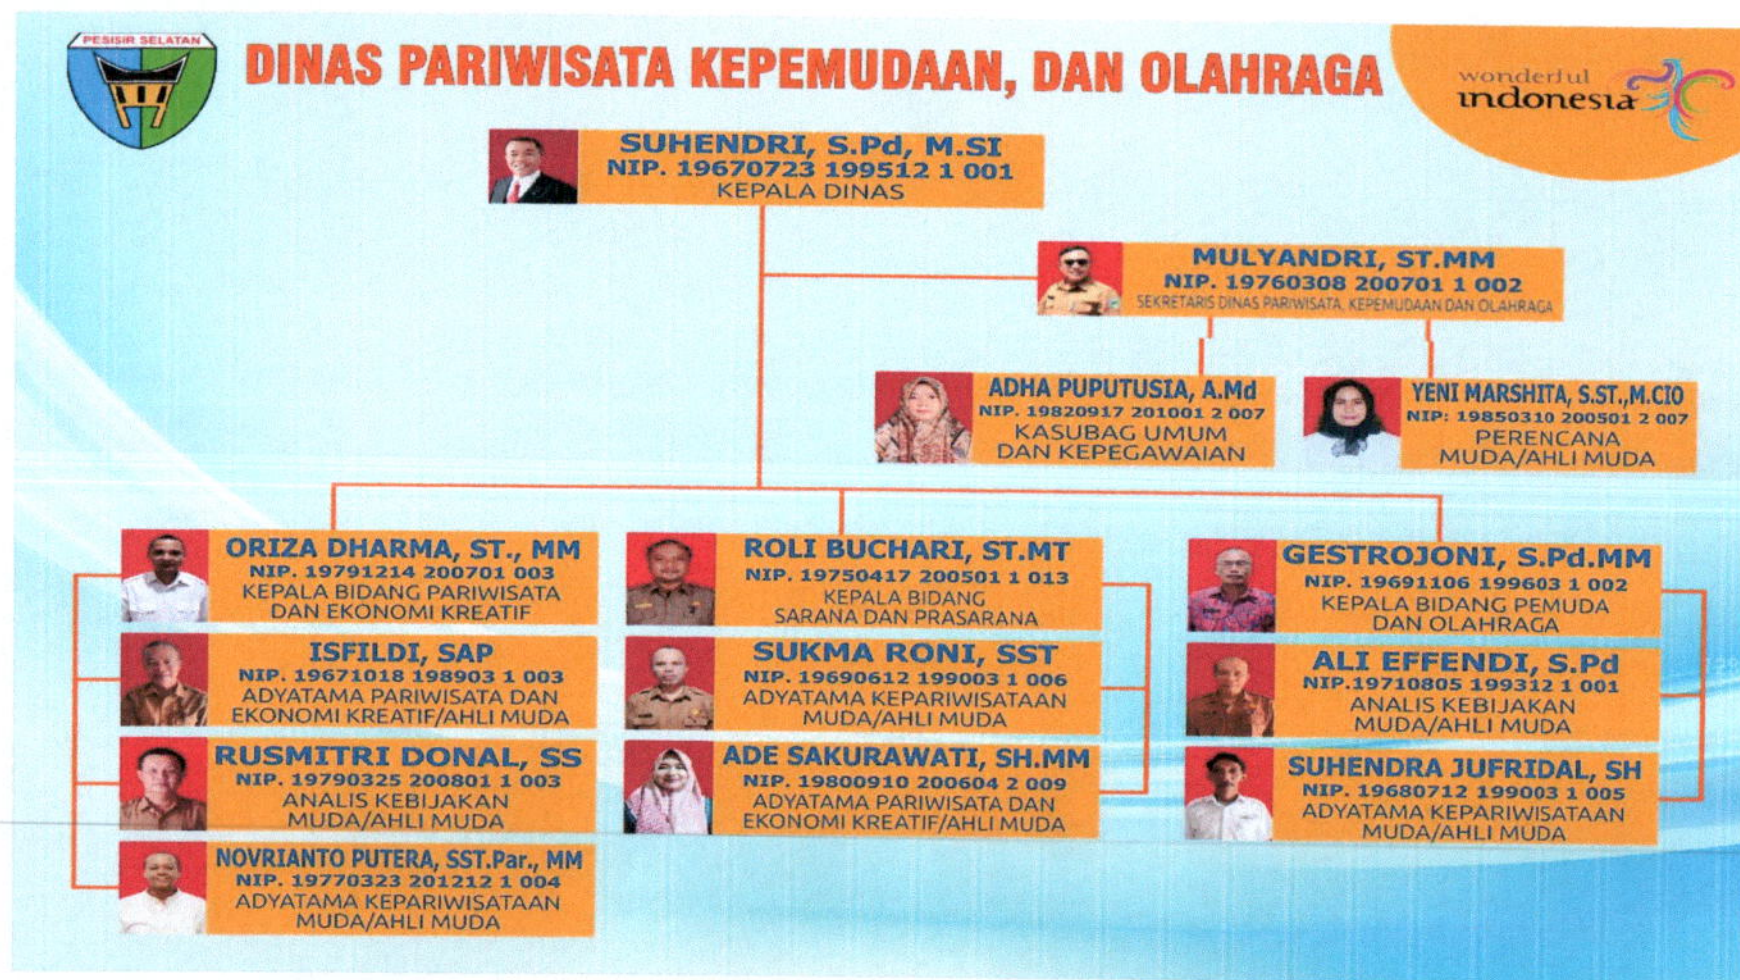 PESISIR SELATAN
DINAS PARIWISATA KEPEMUDAAN, DAN OLAHRAGA
wonderful
indonesia
SUHENDRI, S.Pd, M.SI
NIP. 19670723 199512 1 001
KEPALA DINAS
MULYANDRI, ST.MM
NIP. 19760308 200701 1 002
SEKRETARIS DINAS PARIWISATA, KEPEMUDAAN DAN OLAHRAGA
ADHA PUPUTUSIA, A.Md
NIP. 19820917 201001 2 007
KASUBAG UMUM
DAN KEPEGAWAIAN
YENI MARSHITA, S.ST.,M.CIO
NIP: 19850310 200501 2 007
PERENCANA
MUDA/AHLI MUDA
ORIZA DHARMA, ST., MM
NIP. 19791214 200701 003
KEPALA BIDANG PARIWISATA
DAN EKONOMI KREATIF
ISFILDI, SAP
NIP. 19671018 198903 1 003
ADYATAMA PARIWISATA DAN
EKONOMI KREATIF/AHLI MUDA
RUSMITRI DONAL, SS
NIP. 19790325 200801 1 003
ANALIS KEBIJAKAN
MUDA/AHLI MUDA
NOVRIANTO PUTERA, SST.Par., MM
NIP. 19770323 201212 1 004
ADYATAMA KEPARIWISATAAN
MUDA/AHLI MUDA
ROLI BUCHARI, ST.MT
NIP. 19750417 200501 1 013
KEPALA BIDANG
SARANA DAN PRASARANA
SUKMA RONI, SST
NIP. 19690612 199003 1 006
ADYATAMA KEPARIWISATAAN
MUDA/AHLI MUDA
ADE SAKURAWATI, SH.MM
NIP. 19800910 200604 2 009
ADYATAMA PARIWISATA DAN
EKONOMI KREATIF/AHLI MUDA
GESTROJONI, S.Pd.MM
NIP. 19691106 199603 1 002
KEPALA BIDANG PEMUDA
DAN OLAHRAGA
ALI EFFENDI, S.Pd
NIP.19710805 199312 1 001
ANALIS KEBIJAKAN
MUDA/AHLI MUDA
SUHENDRA JUFRIDAL, SH
NIP. 19680712 199003 1 005
ADYATAMA KEPARIWISATAAN
MUDA/AHLI MUDA